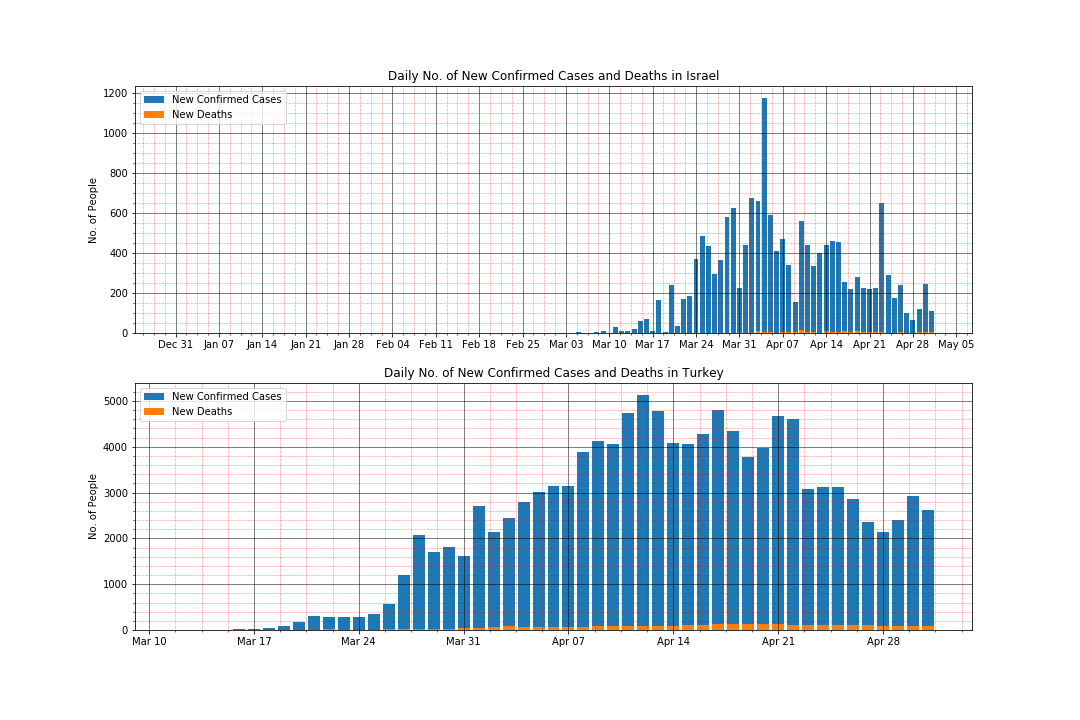 Daily No. of New Confirmed Cases and Deaths in Israel
New Confirmed Cases
New Deaths
No. of People
1200
1000
800
600
400
200
0
Dec 31 Jan 07 Jan 14 Jan 21 Jan 28 Feb 04 Feb 11 Feb 18 Feb 25 Mar 03 Mar 10 Mar 17 Mar 24 Mar 31 Apr 07 Apr 14 Apr 21 Apr 28 May 05
Daily No. of New Confirmed Cases and Deaths in Turkey
New Confirmed Cases
New Deaths
No. of People
5000
4000
3000
2000
1000
0
Mar 10 Mar 17 Mar 24 Mar 31 Apr 07 Apr 14 Apr 21 Apr 28